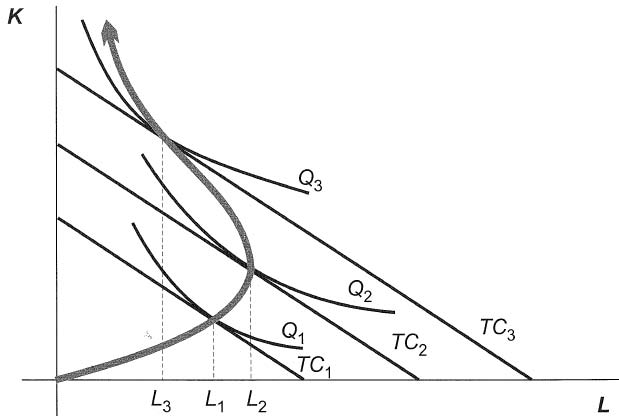 K
Q₃
Q₂
TC₃
Q₁
TC₂
TC₁
L₃
L₁
L₂
L